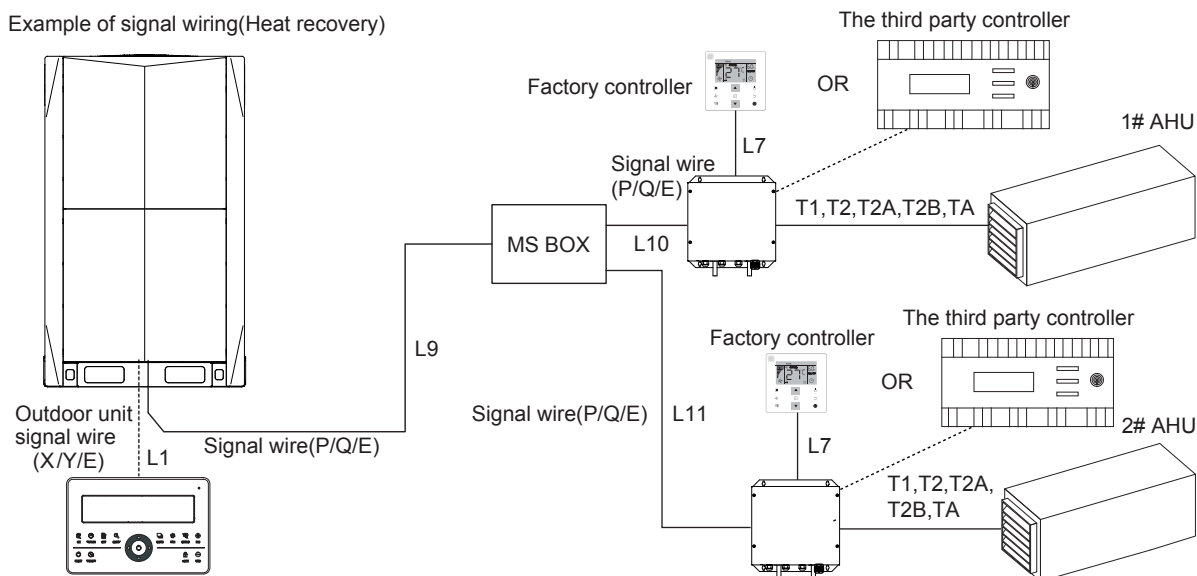 Example of signal wiring(Heat recovery)
The third party controller
Factory controller
OR
1# AHU
L7
Signal wire
(P/Q/E)
T1,T2,T2A,T2B,TA
MS BOX
L10
The third party controller
Factory controller
L9
OR
Outdoor unit
signal wire
(X/Y/E)
L1
Signal wire(P/Q/E)
Signal wire(P/Q/E)
L11
2# AHU
L7
T1,T2,T2A,
T2B,TA